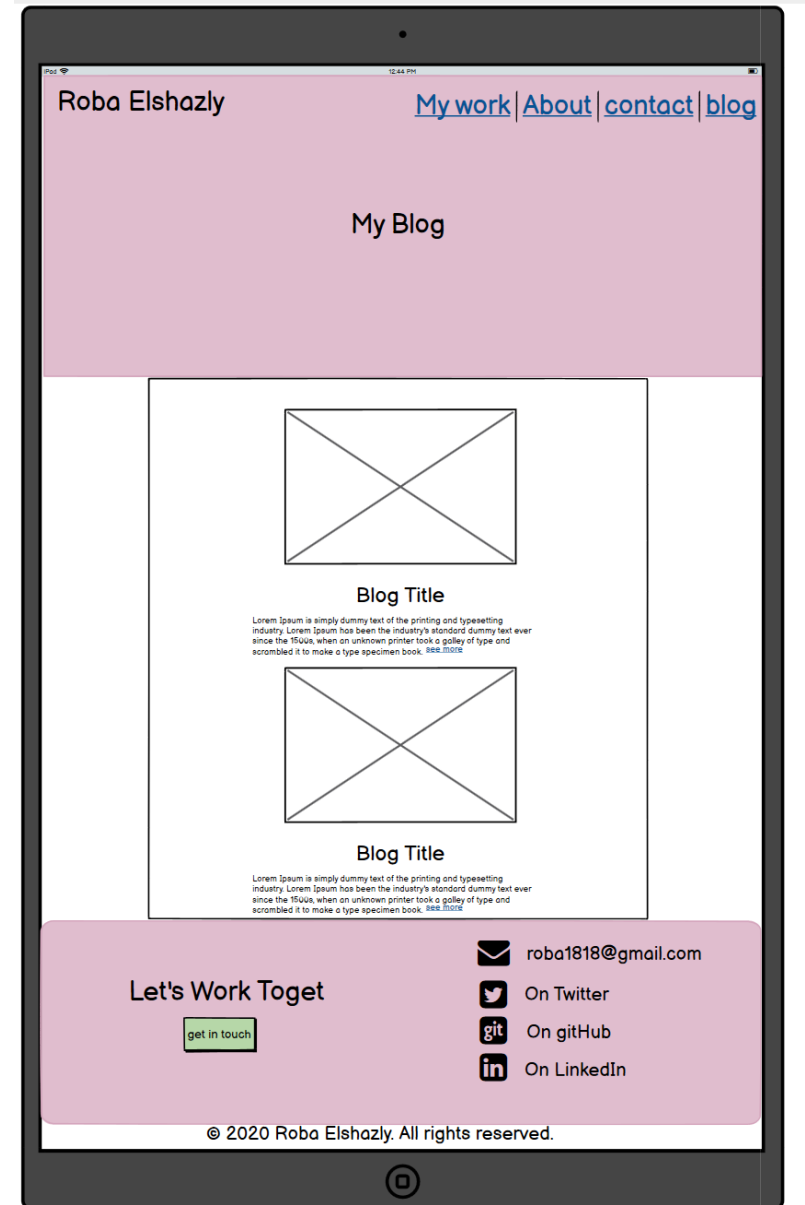 iPad
12:44 PM
Roba Elshazly
My work | About | contact | blog
My Blog
Blog Title
Lorem Ipsum is simply dummy text of the printing and typesetting
industry. Lorem Ipsum has been the industry's standard dummy text ever
since the 1500s, when an unknown printer took a galley of type and
scrambled it to make a type specimen book. see more
Blog Title
Lorem Ipsum is simply dummy text of the printing and typesetting
industry. Lorem Ipsum has been the industry's standard dummy text ever
since the 1500s, when an unknown printer took a galley of type and
scrambled it to make a type specimen book. see more
Let's Work Toget
get in touch
roba1818@gmail.com
On Twitter
git On gitHub
in On LinkedIn
© 2020 Roba Elshazly. All rights reserved.